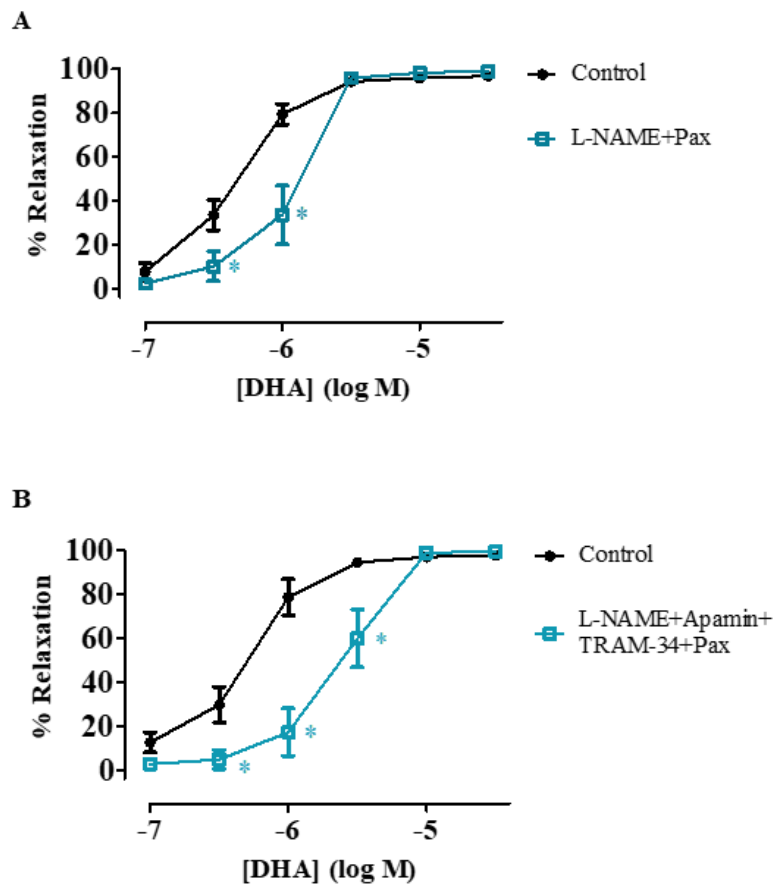 A
% Relaxation
100
80
60
40
20
0
*
*
-7
-6
-5
[DHA] (log M)
Control
L-NAME+Pax
B
% Relaxation
100
80
60
40
20
0
*
*
*
-7
-6
-5
[DHA] (log M)
Control
L-NAME+Apamin+
TRAM-34+Pax